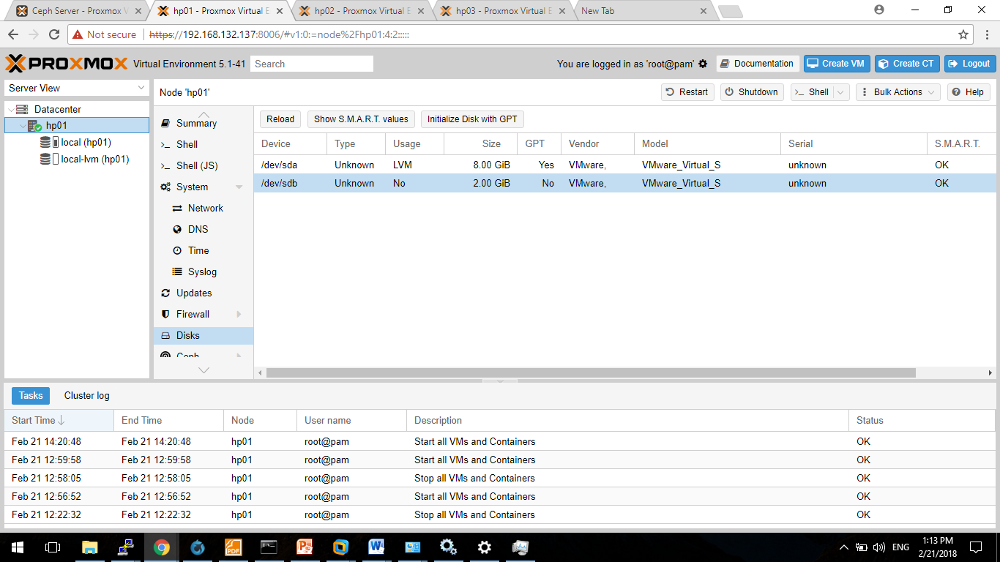 Ceph Server - Proxmox V
hp01 - Proxmox Virtual E
hp02 - Proxmox Virtual E
hp03 - Proxmox Virtual E
New Tab
Not secure https://192.168.132.137:8006/#v1:0:=node%2Fhp01:4:2:::::
PROXMOX Virtual Environment 5.1-41 Search You are logged in as 'root@pam' Documentation Create VM Create CT Logout
Server View
Node 'hp01' Restart Shutdown >_ Shell Bulk Actions Help
Datacenter
hp01
local (hp01)
local-lvm (hp01)
Summary
>_ Shell
>_ Shell (JS)
System
Network
DNS
Time
Syslog
Updates
Firewall
Disks
Ceph
Reload Show S.M.A.R.T. values Initialize Disk with GPT
Device Type Usage Size GPT Vendor Model Serial S.M.A.R.T.
/dev/sda Unknown LVM 8.00 GiB Yes VMware, VMware_Virtual_S unknown OK
/dev/sdb Unknown No 2.00 GiB No VMware, VMware_Virtual_S unknown OK
Tasks Cluster log
Start Time End Time Node User name Description Status
Feb 21 14:20:48 Feb 21 14:20:48 hp01 root@pam Start all VMs and Containers OK
Feb 21 12:59:58 Feb 21 12:59:58 hp01 root@pam Start all VMs and Containers OK
Feb 21 12:58:05 Feb 21 12:58:05 hp01 root@pam Stop all VMs and Containers OK
Feb 21 12:56:52 Feb 21 12:56:52 hp01 root@pam Start all VMs and Containers OK
Feb 21 12:22:32 Feb 21 12:22:32 hp01 root@pam Stop all VMs and Containers OK
PDF
ENG
1:13 PM
2/21/2018